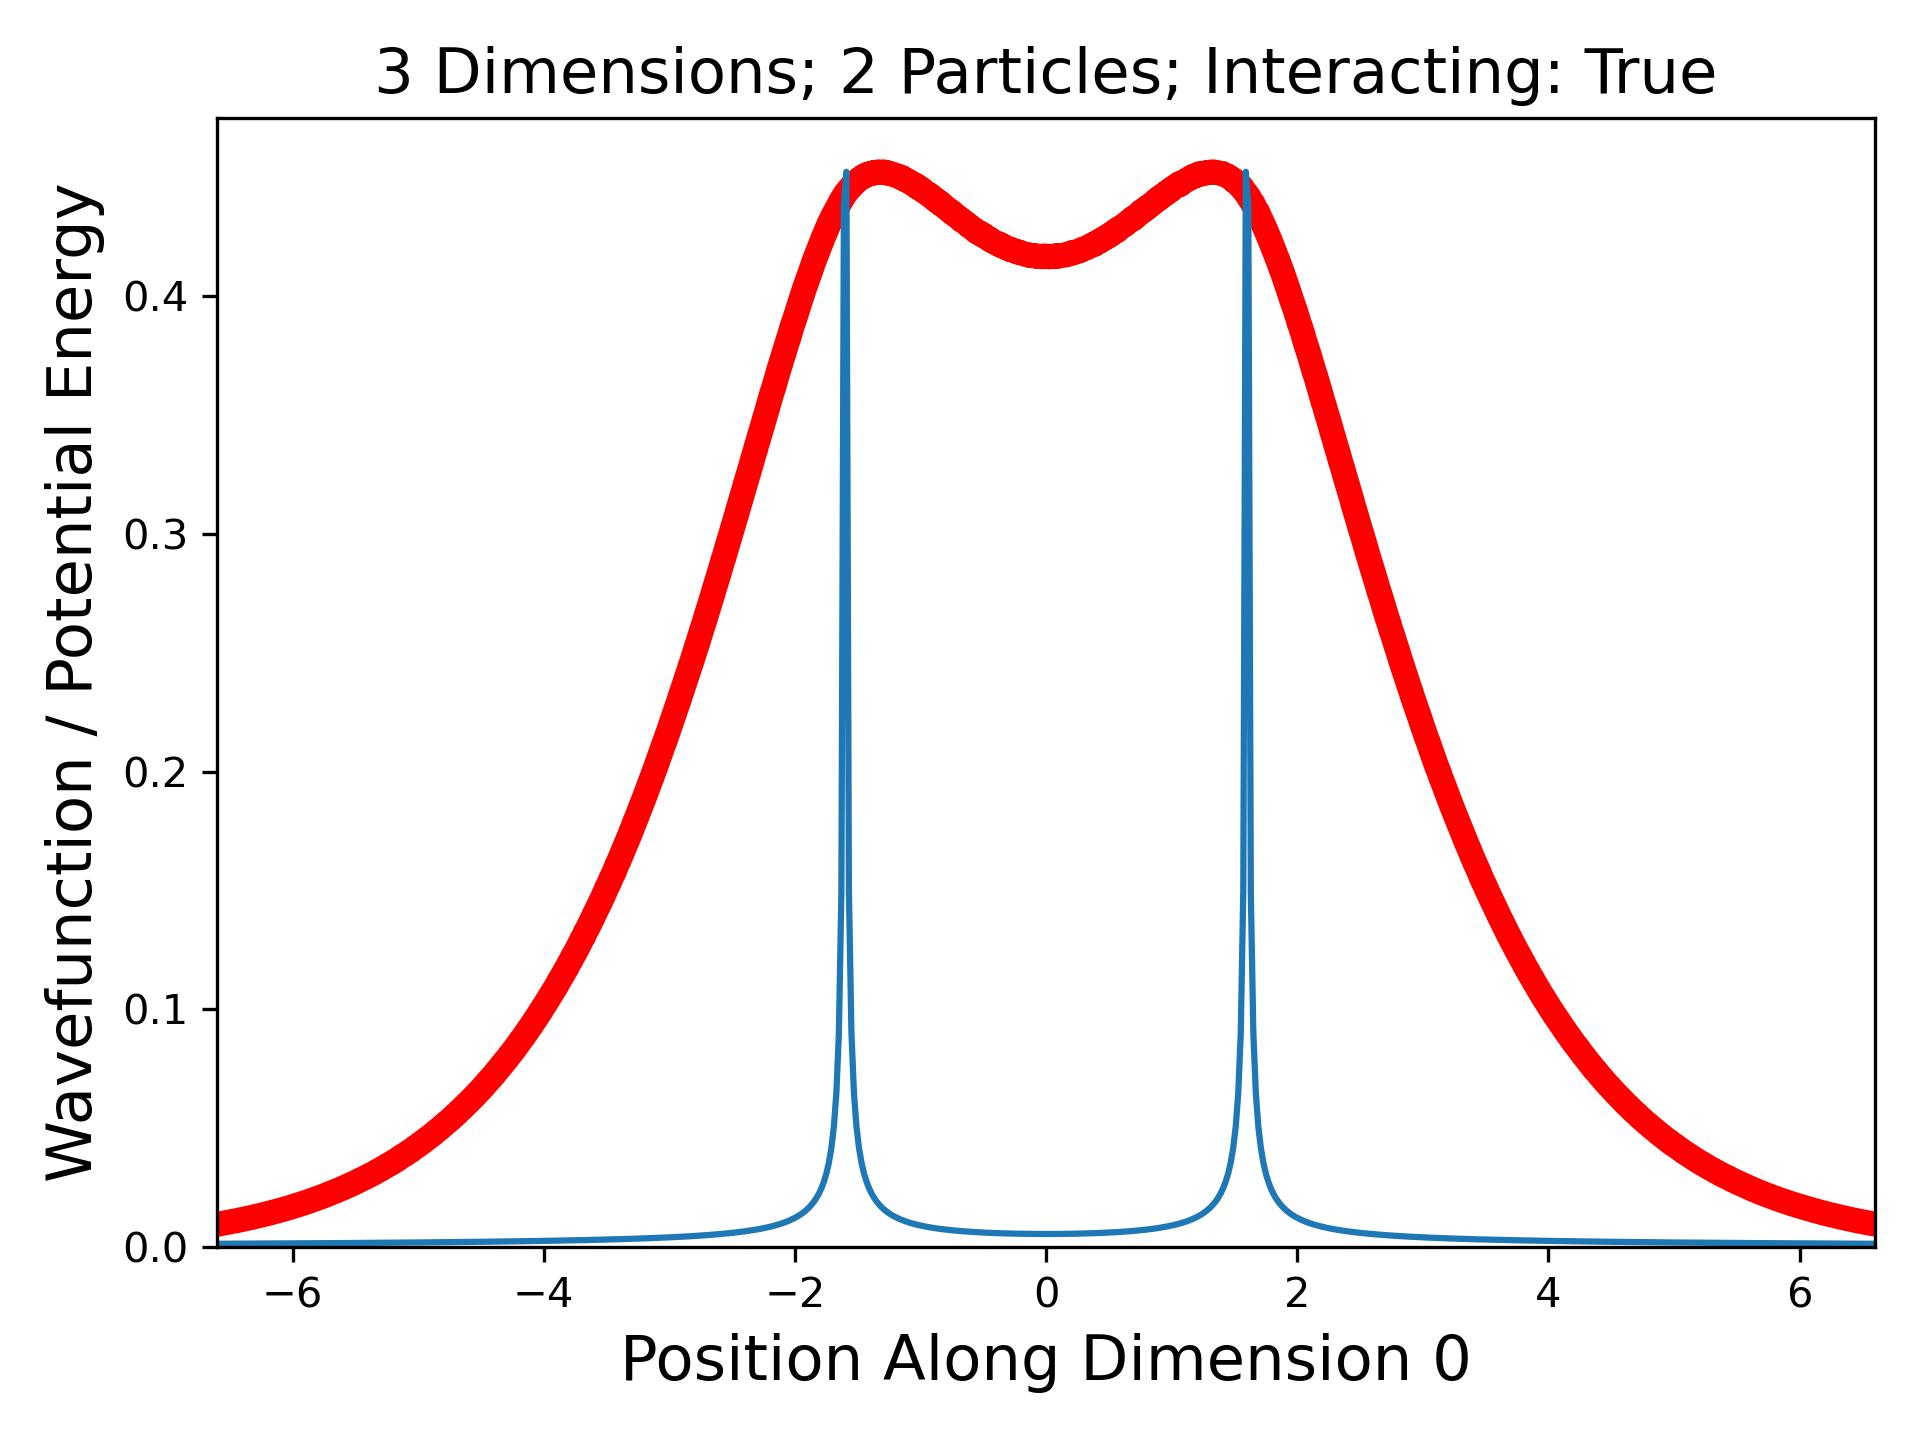 3 Dimensions; 2 Particles; Interacting: True
Wavefunction / Potential Energy
0.4
0.3
0.2
0.1
0.0
−6 −4 −2 0 2 4 6
Position Along Dimension 0